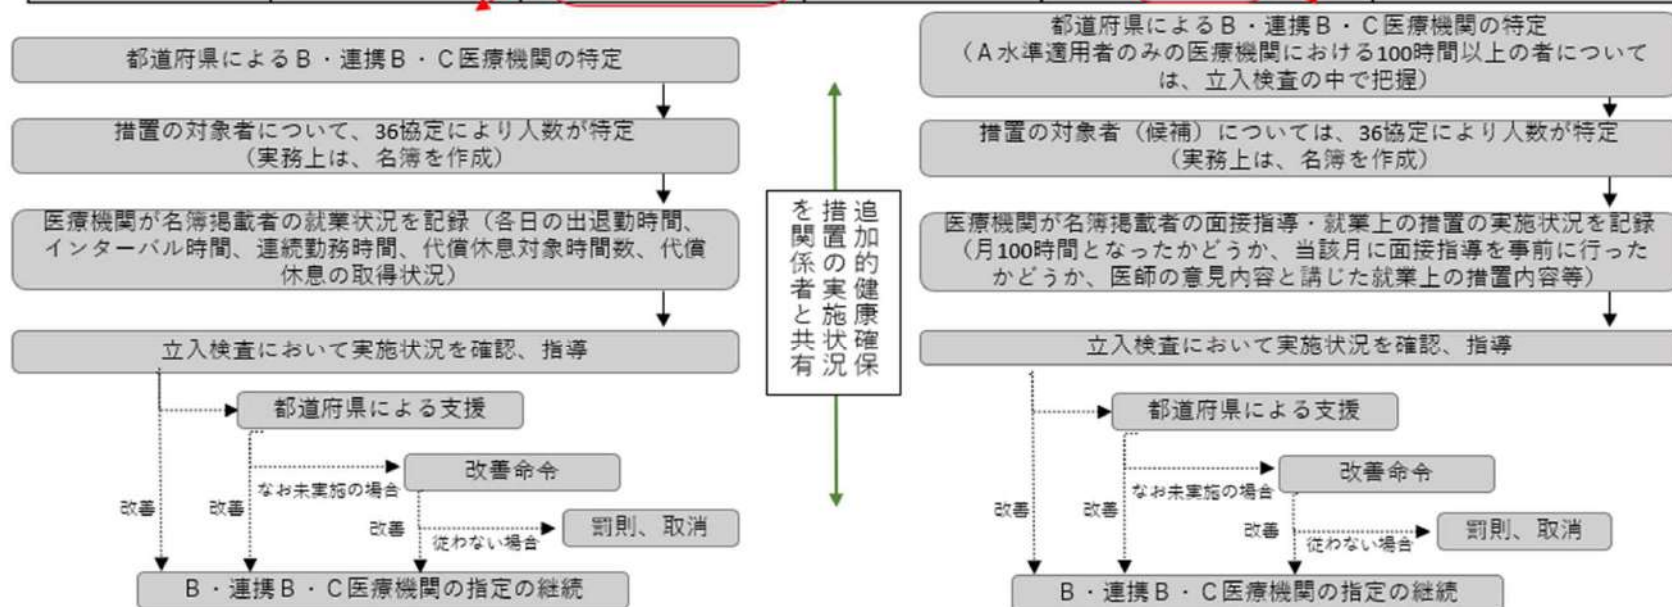 都道府県によるB・連携B・C医療機関の特定
措置の対象者について、36協定により人数が特定
(実務上は、名簿を作成)
医療機関が名簿掲載者の就業状況を記録（各日の出退勤時間、
インターバル時間、連続勤務時間、代償休息対象時間数、代償
休息の取得状況）
立入検査において実施状況を確認、指導
都道府県による支援
改善命令
なお未実施の場合
改善
改善
改善
従わない場合
罰則、取消
B・連携B・C医療機関の指定の継続
追加的健康確保
措置の実施状況
を関係者と共有
都道府県によるB・連携B・C医療機関の特定
（A水準適用者のみの医療機関における100時間以上の者について
は、立入検査の中で把握）
措置の対象者（候補）については、36協定により人数が特定
（実務上は、名簿を作成）
医療機関が名簿掲載者の面接指導・就業上の措置の実施状況を記録
（月100時間となったかどうか、当該月に面接指導を事前に行った
かどうか、医師の意見内容と講じた就業上の措置内容等）
立入検査において実施状況を確認、指導
都道府県による支援
改善命令
なお未実施の場合
改善
改善
改善
従わない場合
罰則、取消
B・連携B・C医療機関の指定の継続